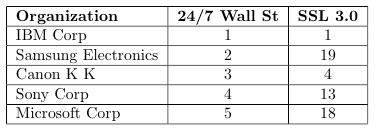 Organization 24/7 Wall St SSL 3.0
IBM Corp 1 1
Samsung Electronics 2 19
Canon K K 3 4
Sony Corp 4 13
Microsoft Corp 5 18